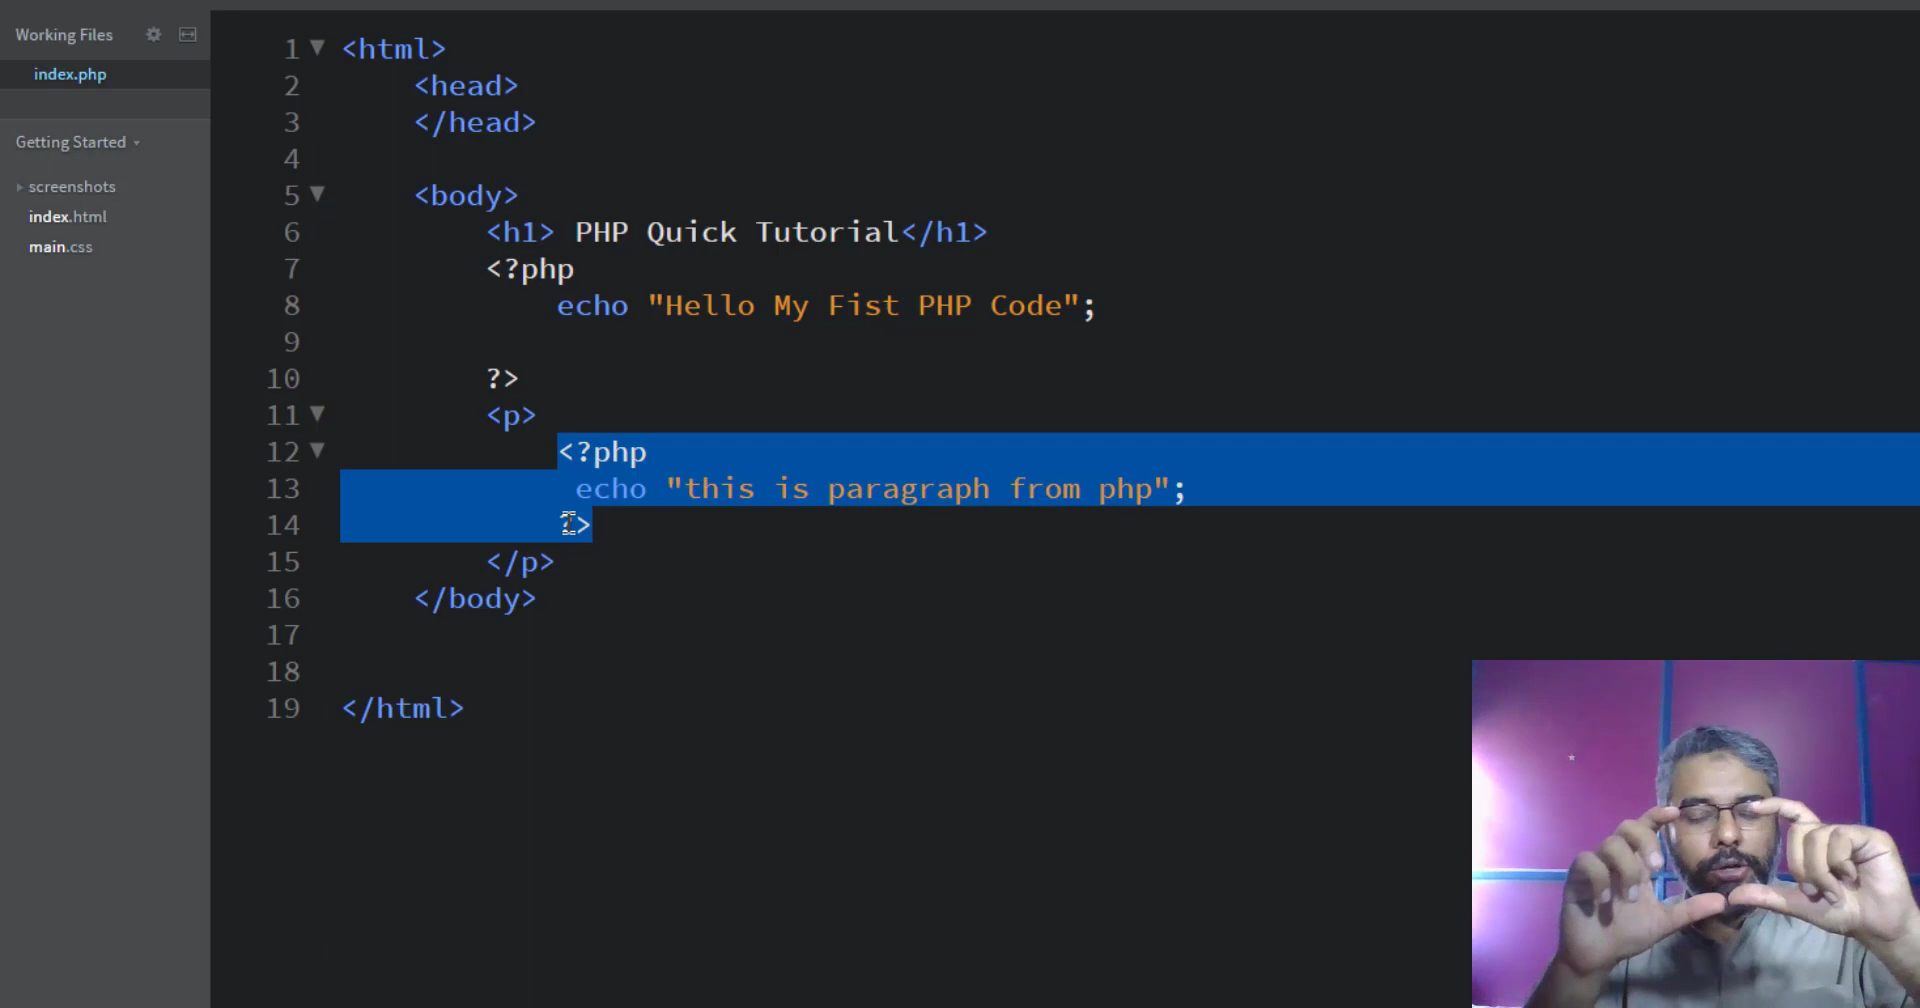 Working Files
index.php
Getting Started
screenshots
index.html
main.css
1 <html>
2 <head>
3 </head>
4
5 <body>
6 <h1> PHP Quick Tutorial</h1>
7 <?php
8 echo "Hello My Fist PHP Code";
9
10 ?>
11 <p>
12 <?php
13 echo "this is paragraph from php";
14 ?>
15 </p>
16 </body>
17
18
19 </html>